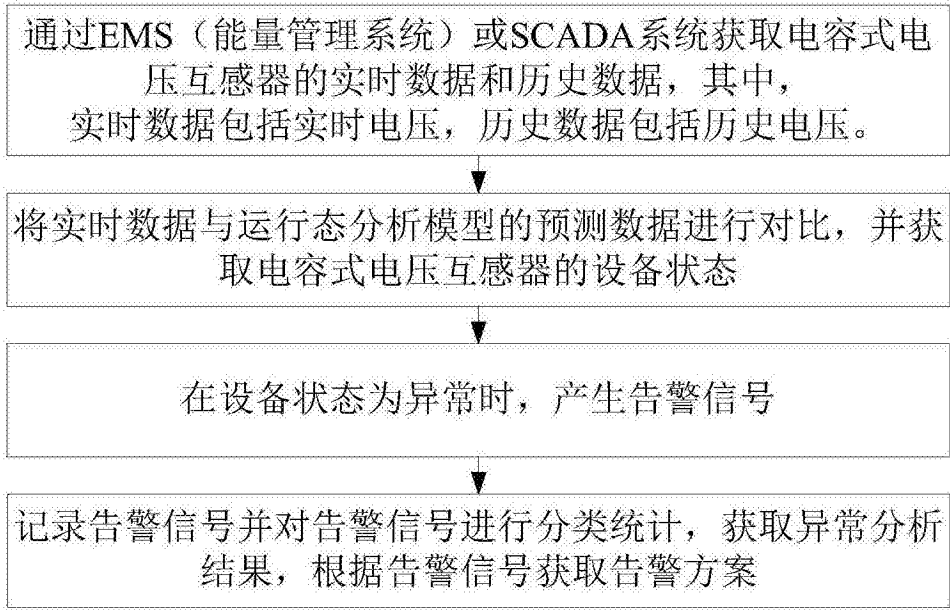 通过EMS（能量管理系统）或SCADA系统获取电容式电
压互感器的实时数据和历史数据，其中，
实时数据包括实时电压，历史数据包括历史电压。
将实时数据与运行态分析模型的预测数据进行对比，并获
取电容式电压互感器的设备状态
在设备状态为异常时，产生告警信号
记录告警信号并对告警信号进行分类统计，获取异常分析
结果，根据告警信号获取告警方案